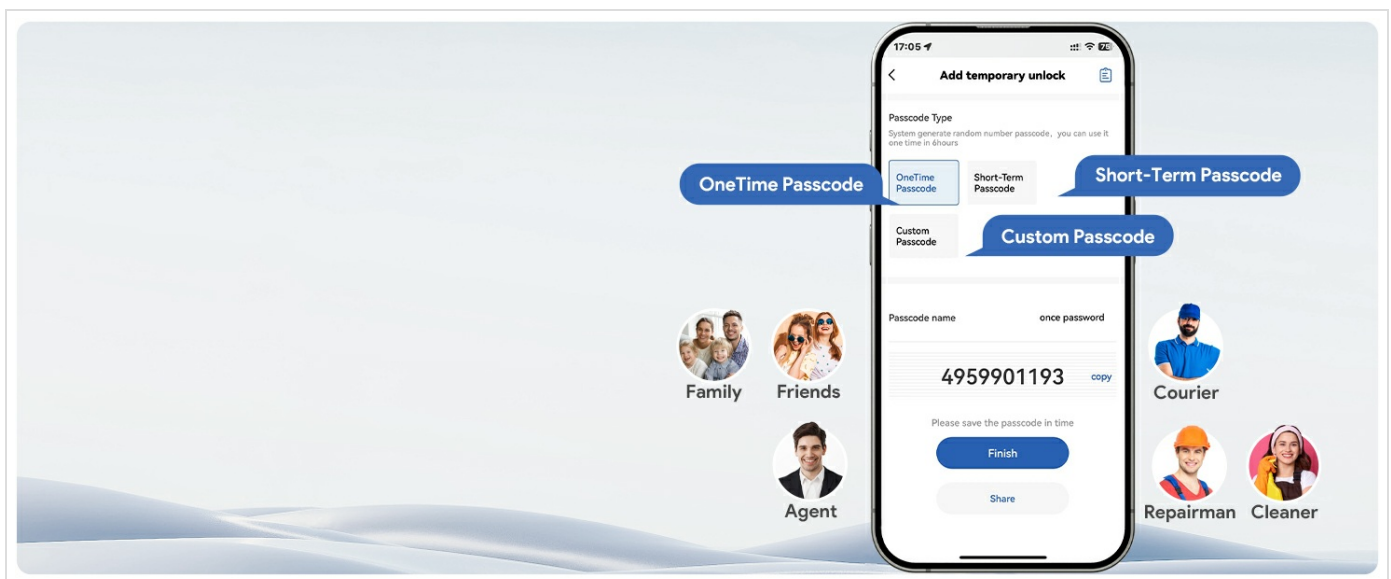 17:05
75
Add temporary unlock
Passcode Type
System generate random number passcode, you can use it
one time in 6hours
OneTime Passcode
OneTime
Passcode
Short-Term
Passcode
Short-Term Passcode
Custom
Passcode
Custom Passcode
Passcode name once password
4959901193 copy
Please save the passcode in time
Finish
Share
Family
Friends
Agent
Courier
Repairman
Cleaner